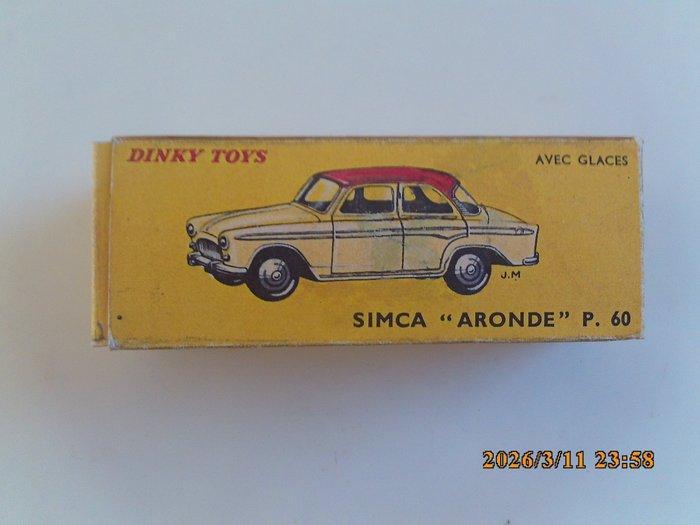 DINKY TOYS
AVEC GLACES
J.M
SIMCA "ARONDE" P. 60
2026/3/11 23:58